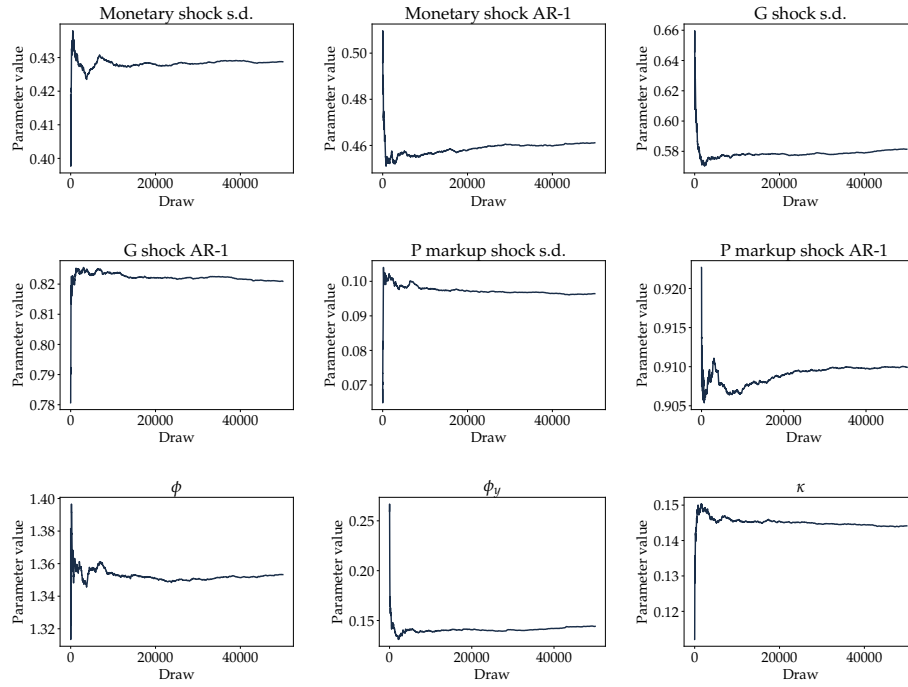 Monetary shock s.d.
Parameter value
0.43
0.42
0.41
0.40
0 20000 40000
Draw
Monetary shock AR-1
Parameter value
0.50
0.48
0.46
0 20000 40000
Draw
G shock s.d.
Parameter value
0.66
0.64
0.62
0.60
0.58
0 20000 40000
Draw
G shock AR-1
Parameter value
0.82
0.81
0.80
0.79
0.78
0 20000 40000
Draw
P markup shock s.d.
Parameter value
0.10
0.09
0.08
0.07
0 20000 40000
Draw
P markup shock AR-1
Parameter value
0.920
0.915
0.910
0.905
0 20000 40000
Draw
ϕ
Parameter value
1.40
1.38
1.36
1.34
1.32
0 20000 40000
Draw
ϕy
Parameter value
0.25
0.20
0.15
0 20000 40000
Draw
κ
Parameter value
0.15
0.14
0.13
0.12
0 20000 40000
Draw